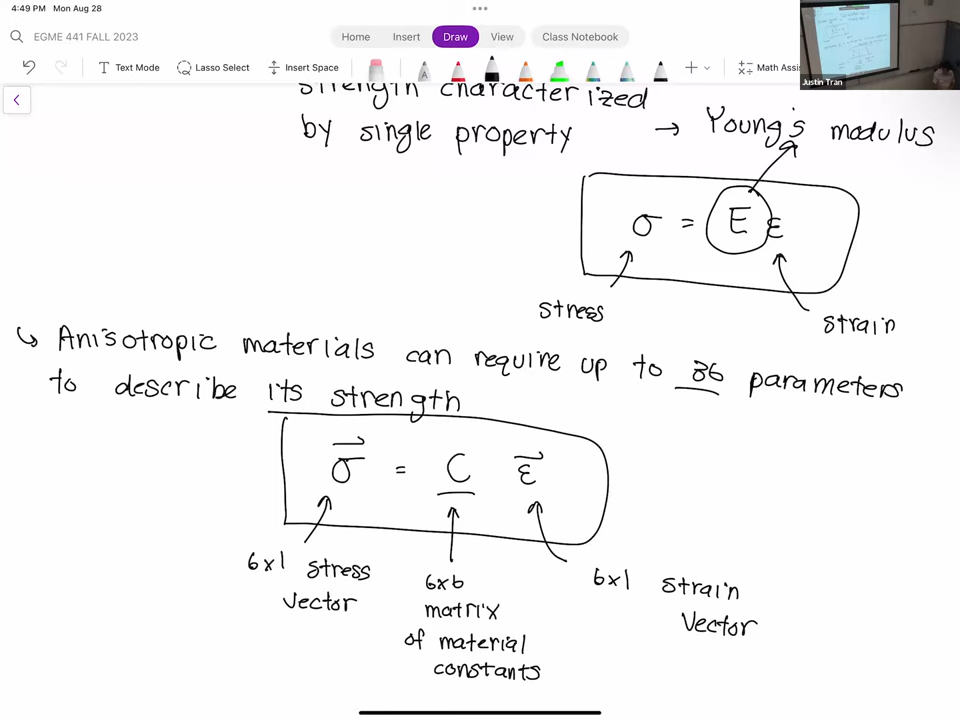 4:49 PM Mon Aug 28
EGME 441 FALL 2023
Home Insert Draw View Class Notebook
Text Mode Lasso Select Insert Space Math Assis
Justin Tran
strength characterized
by single property → Young's modulus
σ = E ε
stress
strain
↳ Anisotropic materials can require up to 36 parameters
to describe its strength
σ⃗ = C ε⃗
6x1 stress
vector
6x6
matrix
of material
constants
6x1 strain
vector